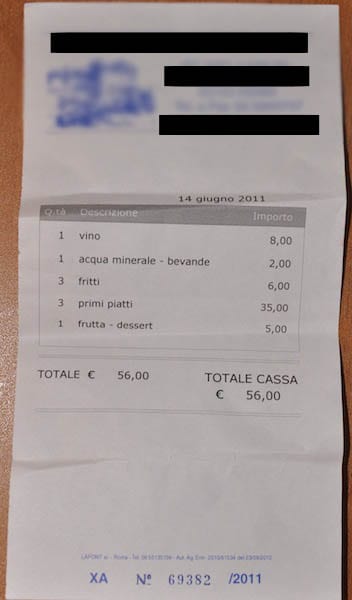 14 giugno 2011
Q.tà Descrizione Importo
1 vino 8,00
1 acqua minerale - bevande 2,00
3 fritti 6,00
3 primi piatti 35,00
1 frutta - dessert 5,00
TOTALE € 56,00 TOTALE CASSA
€ 56,00
XA N° 69382 /2011